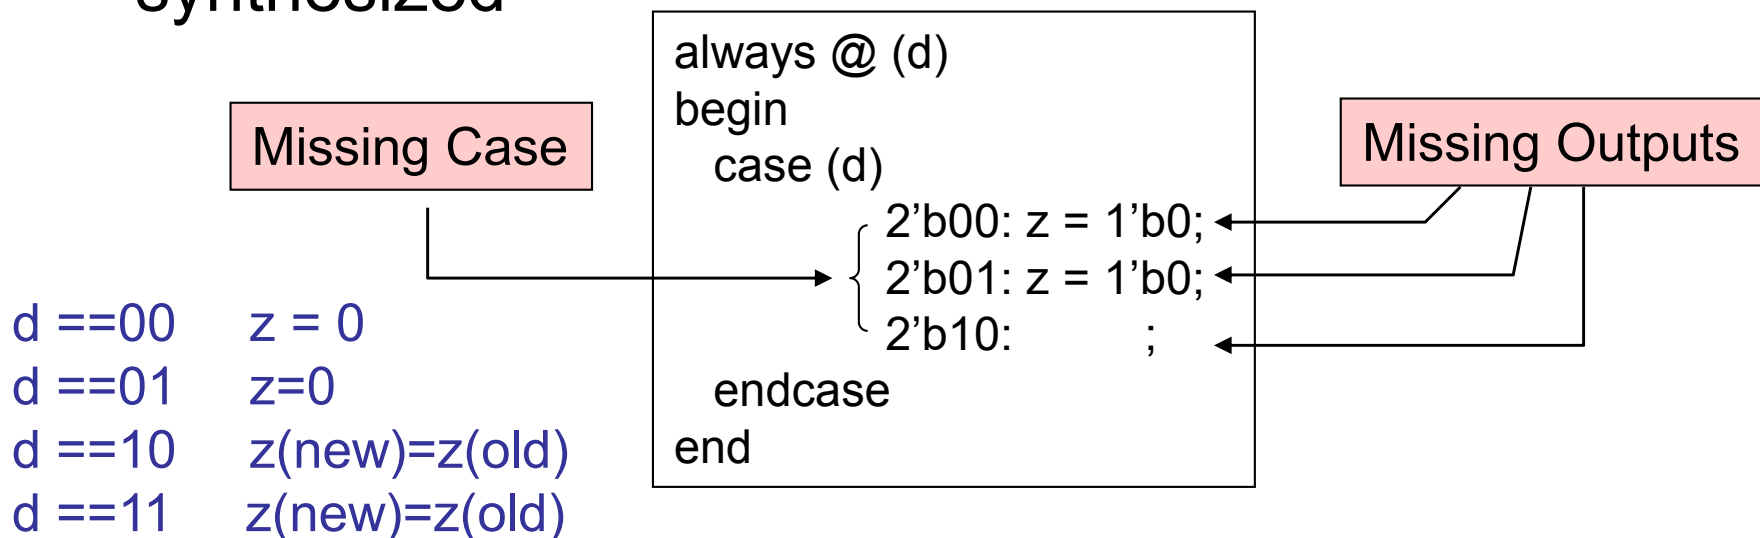 synthesized
always @ (d)
begin
case (d)
2’b00: z = 1’b0;
2’b01: z = 1’b0;
2’b10: ;
endcase
end
Missing Case
Missing Outputs
d ==00 z = 0
d ==01 z=0
d ==10 z(new)=z(old)
d ==11 z(new)=z(old)